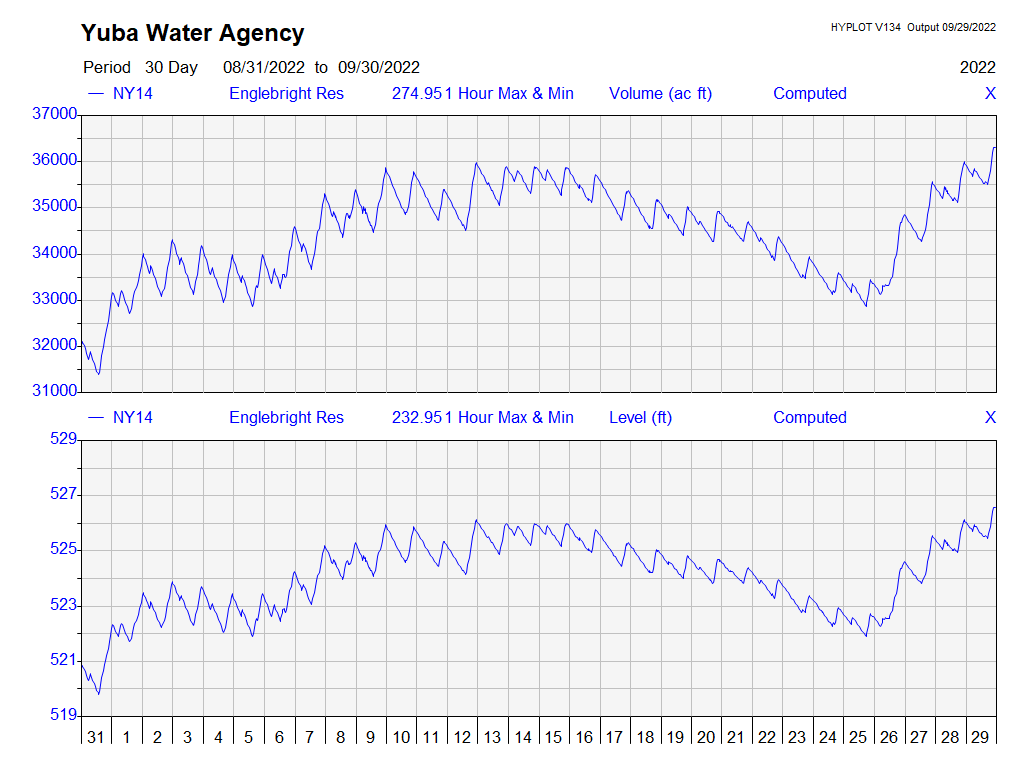 Yuba Water Agency
HYPLOT V134 Output 09/29/2022
Period 30 Day 08/31/2022 to 09/30/2022 2022
— NY14 Englebright Res 274.951 Hour Max & Min Volume (ac ft) Computed X
37000
36000
35000
34000
33000
32000
31000
— NY14 Englebright Res 232.951 Hour Max & Min Level (ft) Computed X
529
527
525
523
521
519
31 1 2 3 4 5 6 7 8 9 10 11 12 13 14 15 16 17 18 19 20 21 22 23 24 25 26 27 28 29